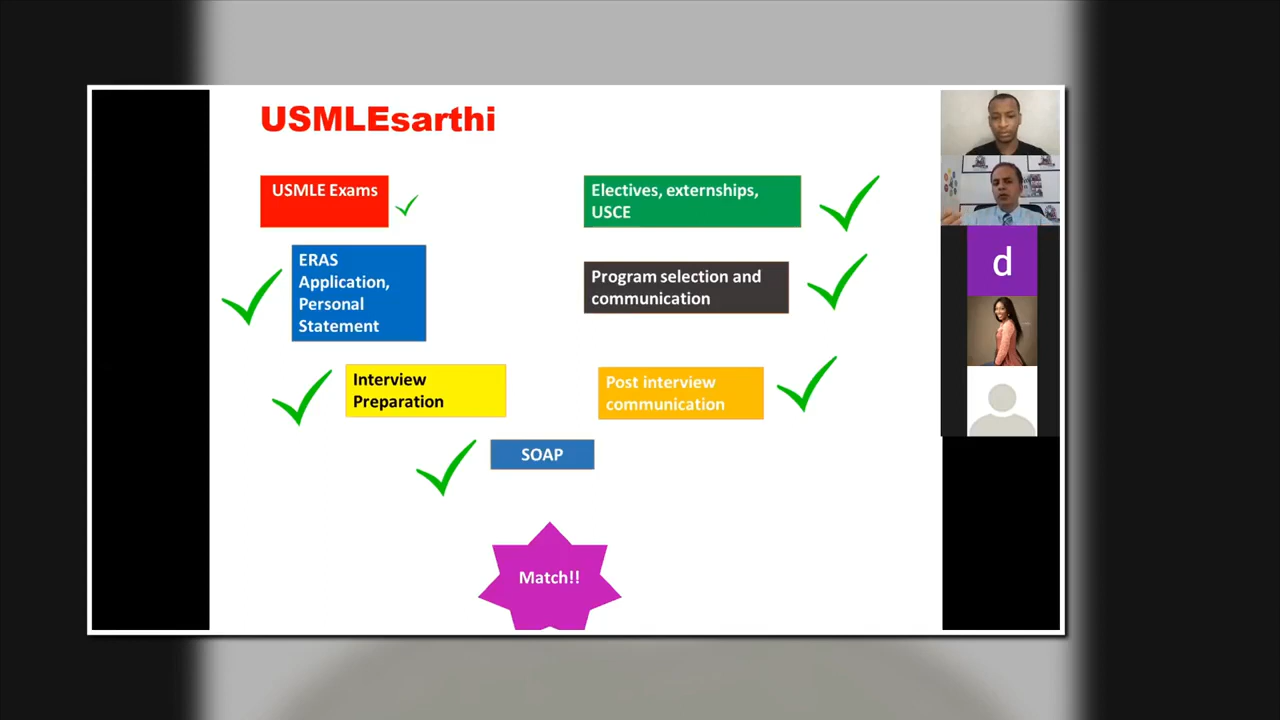 USMLEsarthi
USMLE Exams
Electives, externships,
USCE
ERAS
Application,
Personal
Statement
Program selection and
communication
Interview
Preparation
Post interview
communication
SOAP
Match!!
d